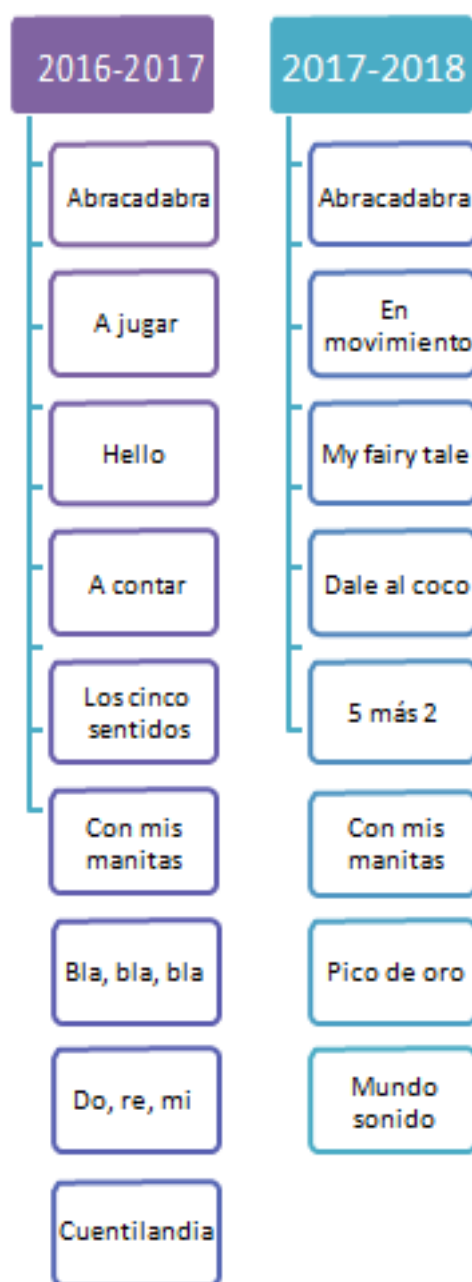 2016-2017
Abracadabra
A jugar
Hello
A contar
Los cinco
sentidos
Con mis
manitas
Bla, bla, bla
Do, re, mi
Cuentilandia
2017-2018
Abracadabra
En
movimiento
My fairy tale
Dale al coco
5 más 2
Con mis
manitas
Pico de oro
Mundo
sonido